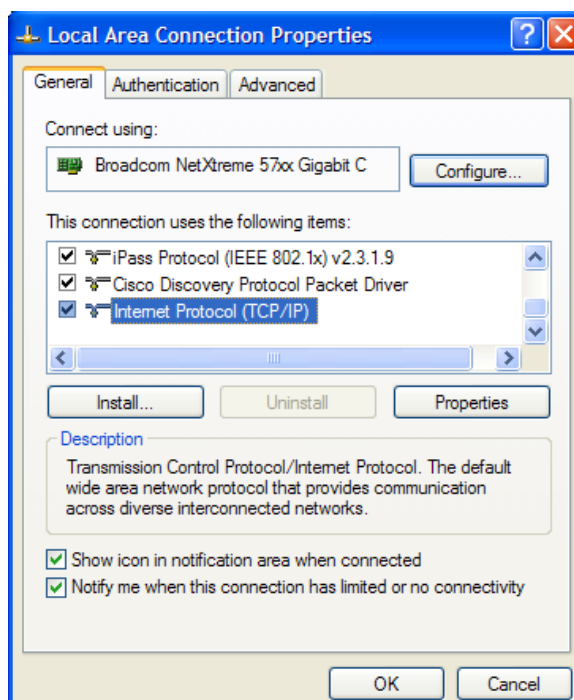 Local Area Connection Properties
General Authentication Advanced
Connect using:
Broadcom NetXtreme 57xx Gigabit C Configure...
This connection uses the following items:
iPass Protocol (IEEE 802.1x) v2.3.1.9
Cisco Discovery Protocol Packet Driver
Internet Protocol (TCP/IP)
Install... Uninstall Properties
Description
Transmission Control Protocol/Internet Protocol. The default
wide area network protocol that provides communication
across diverse interconnected networks.
Show icon in notification area when connected
Notify me when this connection has limited or no connectivity
OK Cancel